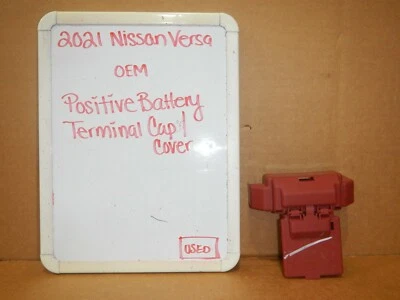 2021 Nissan Versa
OEM
Positive Battery
Terminal Cap/
Cover
USED